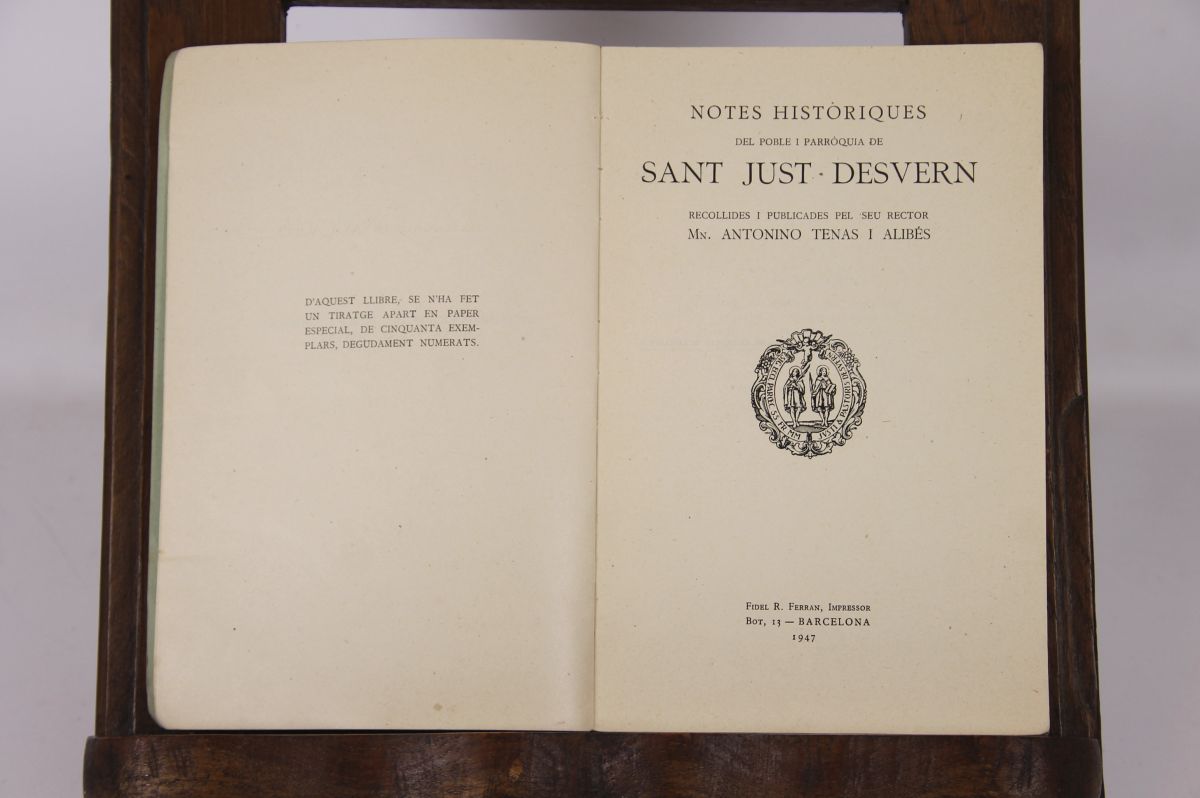 D'AQUEST LLIBRE, SE N'HA FET
UN TIRATGE APART EN PAPER
ESPECIAL, DE CINQUANTA EXEM-
PLARS, DEGUDAMENT NUMERATS.
NOTES HISTÒRIQUES
DEL POBLE I PARRÒQUIA DE
SANT JUST DESVERN
RECOLLIDES I PUBLICADES PEL SEU RECTOR
MN. ANTONINO TENAS I ALIBÉS
JUSTI & PASTORIS
FIDEL R. FERRAN, IMPRESSOR
BOT, 13 — BARCELONA
1947